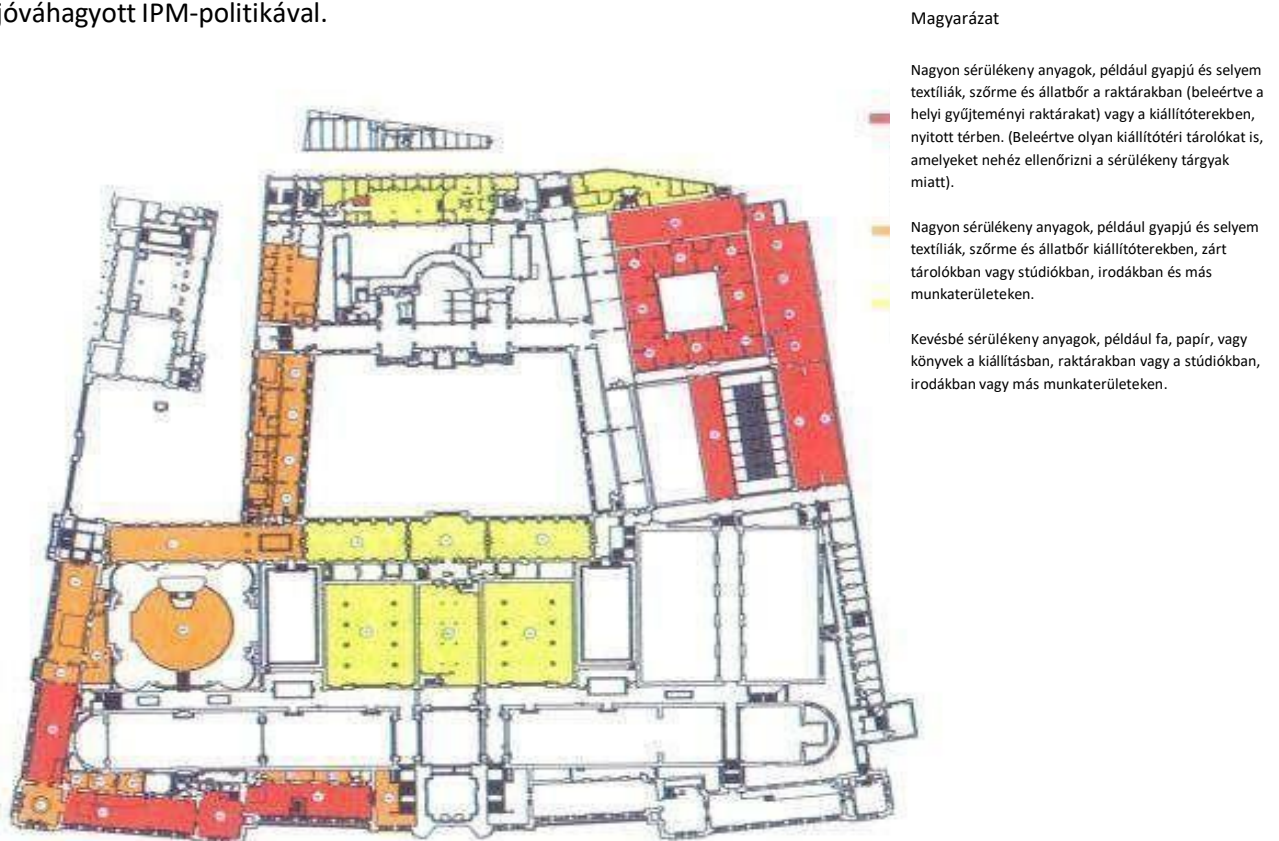 jóváhagyott IPM-politikával.
Magyarázat
Nagyon sérülékeny anyagok, például gyapjú és selyem
textíliák, szőrme és állatbőr a raktárakban (beleértve a
helyi gyűjteményi raktárakat) vagy a kiállítóterekben,
nyitott térben. (Beleértve olyan kiállítótéri tárolókat is,
amelyeket nehéz ellenőrizni a sérülékeny tárgyak
miatt).
Nagyon sérülékeny anyagok, például gyapjú és selyem
textíliák, szőrme és állatbőr kiállítóterekben, zárt
tárolókban vagy stúdiókban, irodákban és más
munkaterületeken.
Kevésbé sérülékeny anyagok, például fa, papír, vagy
könyvek a kiállításban, raktárakban vagy a stúdiókban,
irodákban vagy más munkaterületeken.